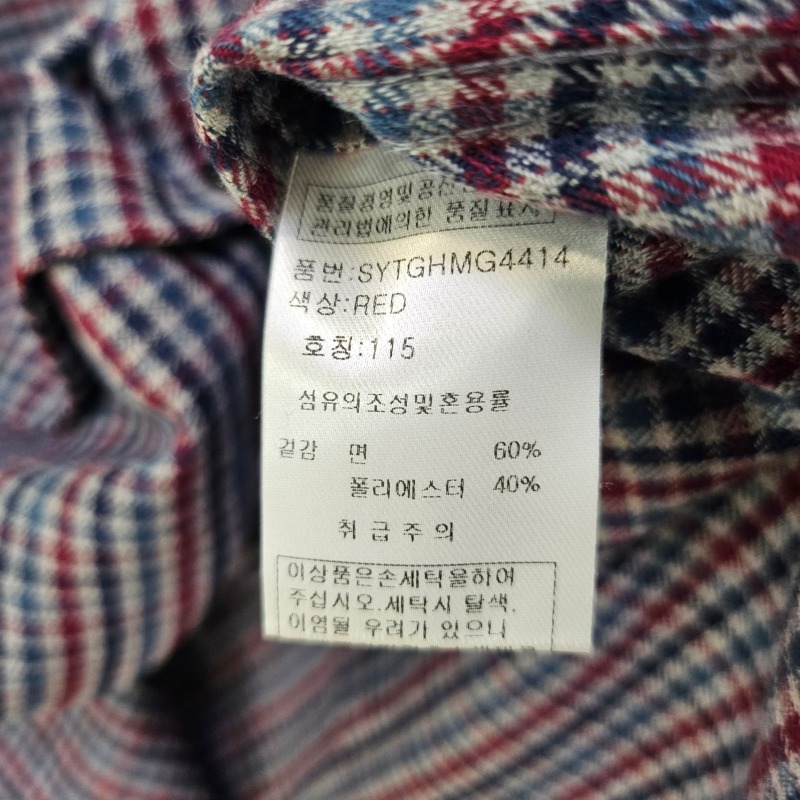 품질경영및공산
관리법에의한 품질표시
품번:SYTGHMG4414
색상:RED
호칭:115
섬유의조성및혼용률
겉감 면 60%
폴리에스터 40%
취급주의
이상품은손세탁을하여
주십시오.세탁시 탈색.
이염될 우려가 있으니